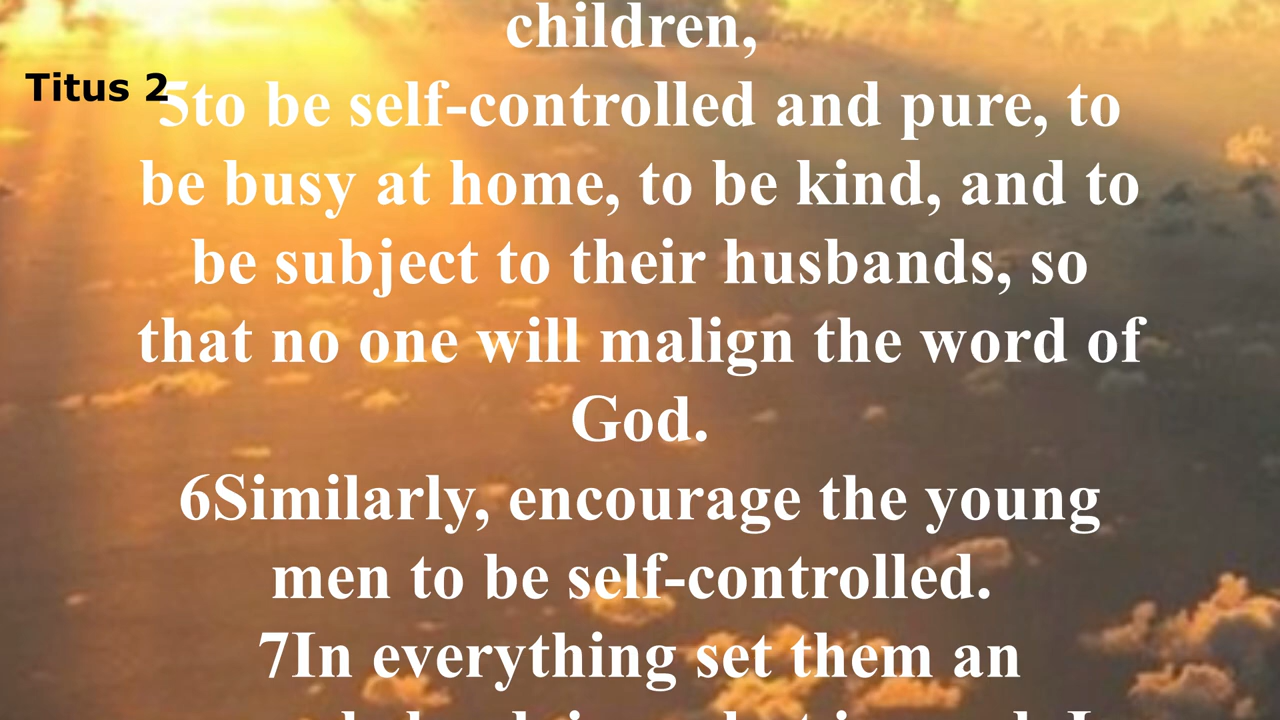 children,
Titus 2
5to be self-controlled and pure, to
be busy at home, to be kind, and to
be subject to their husbands, so
that no one will malign the word of
God.
6Similarly, encourage the young
men to be self-controlled.
7In everything set them an